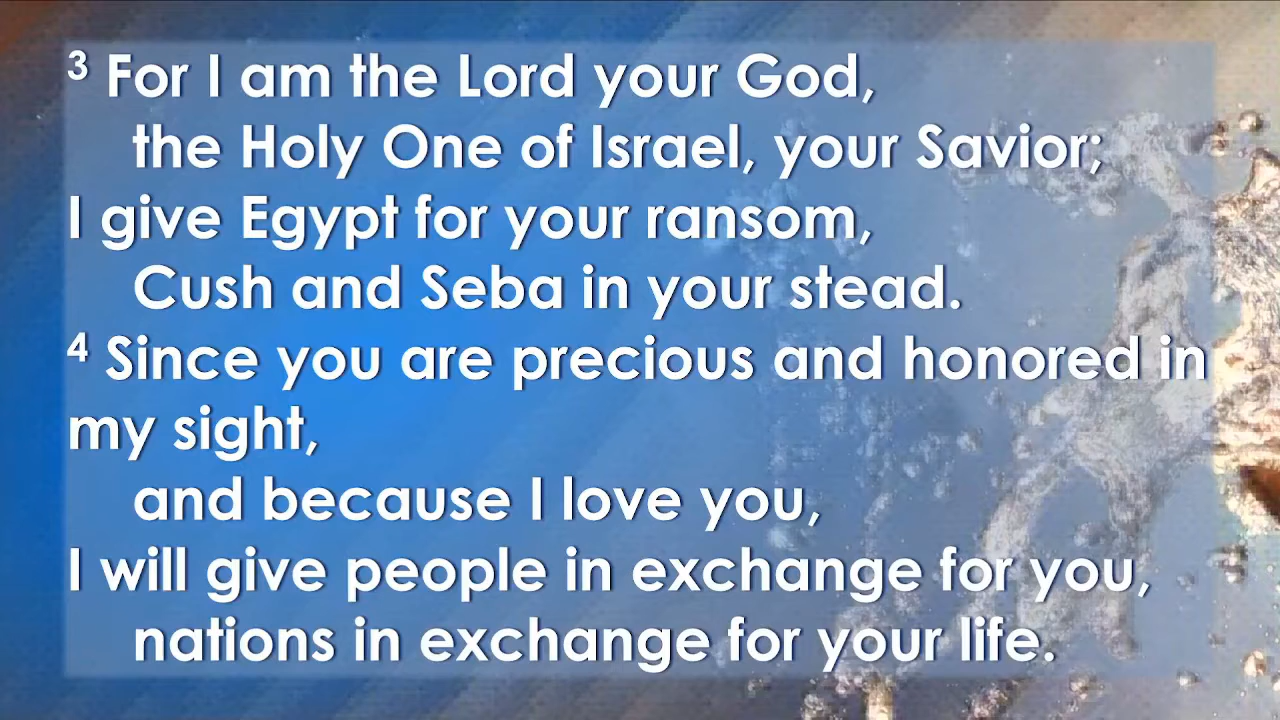 3 For I am the Lord your God,
the Holy One of Israel, your Savior;
I give Egypt for your ransom,
Cush and Seba in your stead.
4 Since you are precious and honored in
my sight,
and because I love you,
I will give people in exchange for you,
nations in exchange for your life.